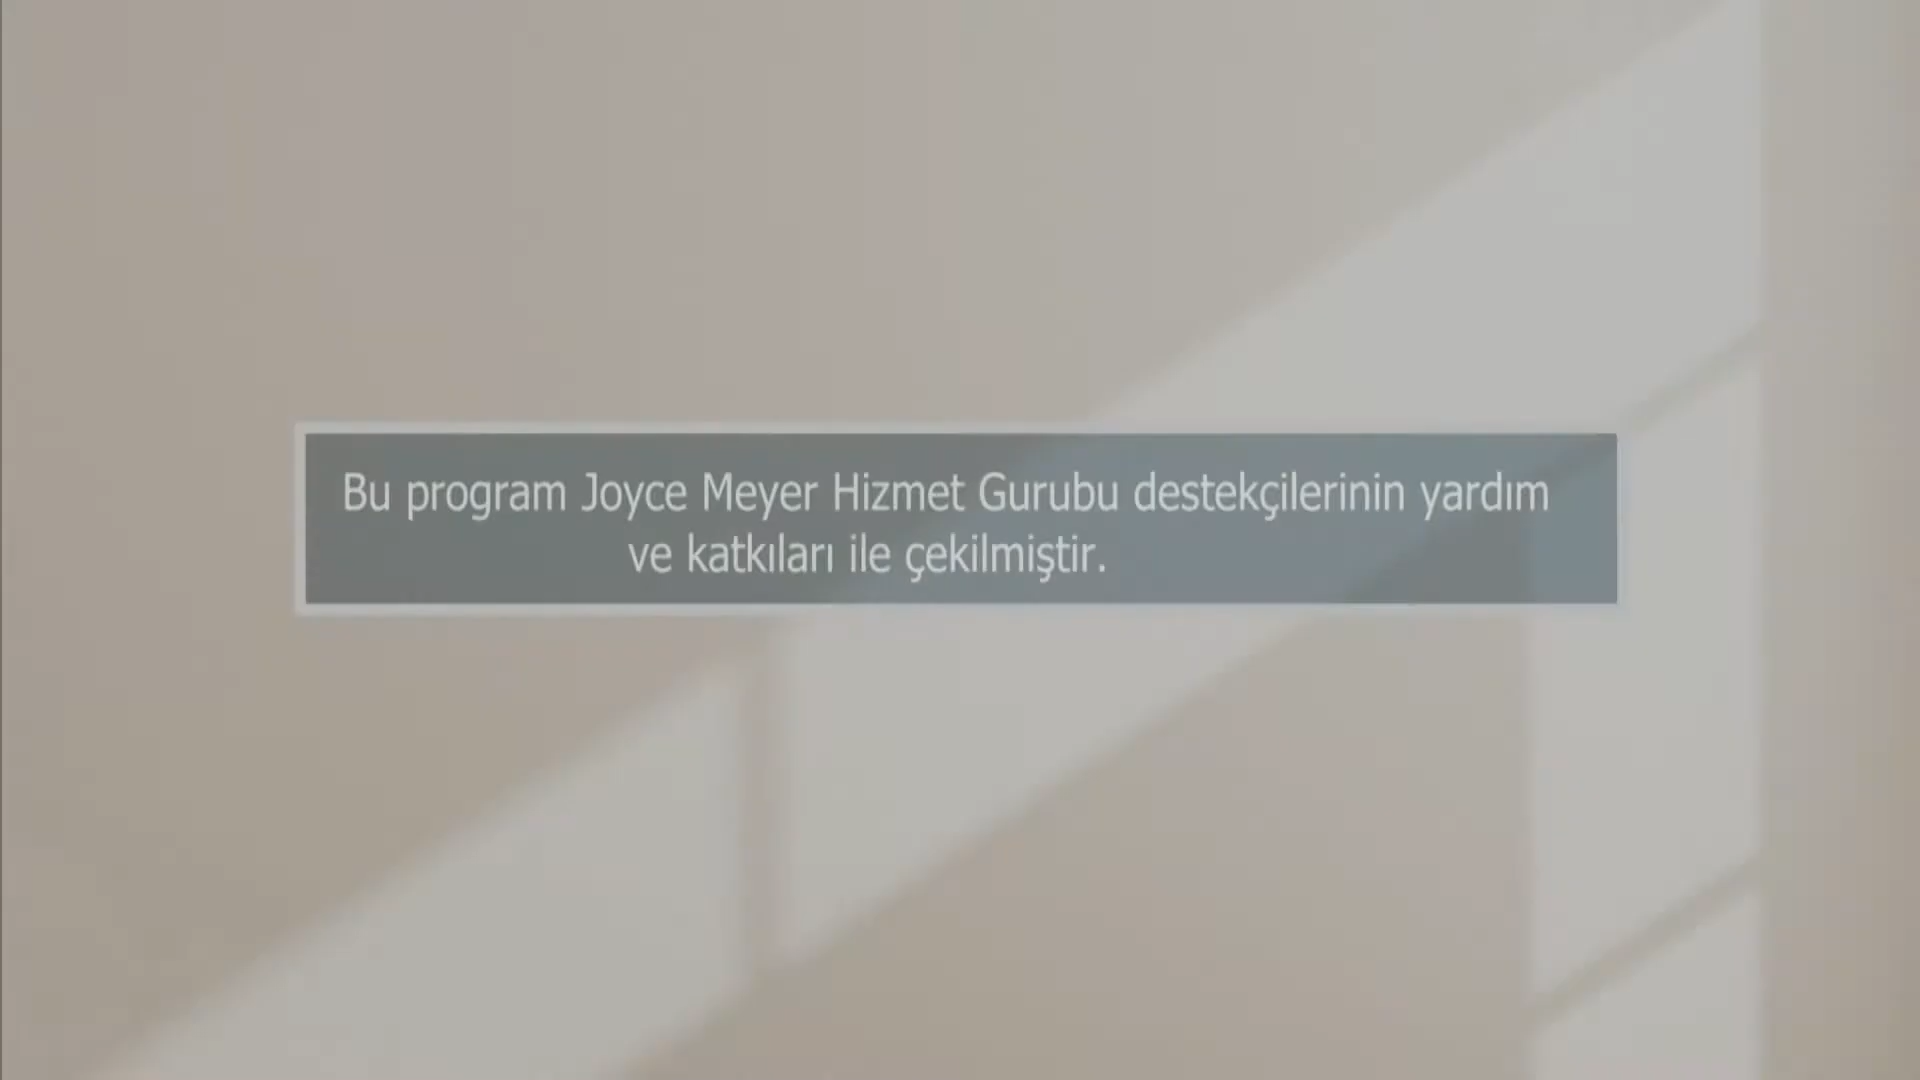 Bu program Joyce Meyer Hizmet Gurubu destekçilerinin yardım
ve katkıları ile çekilmiştir.